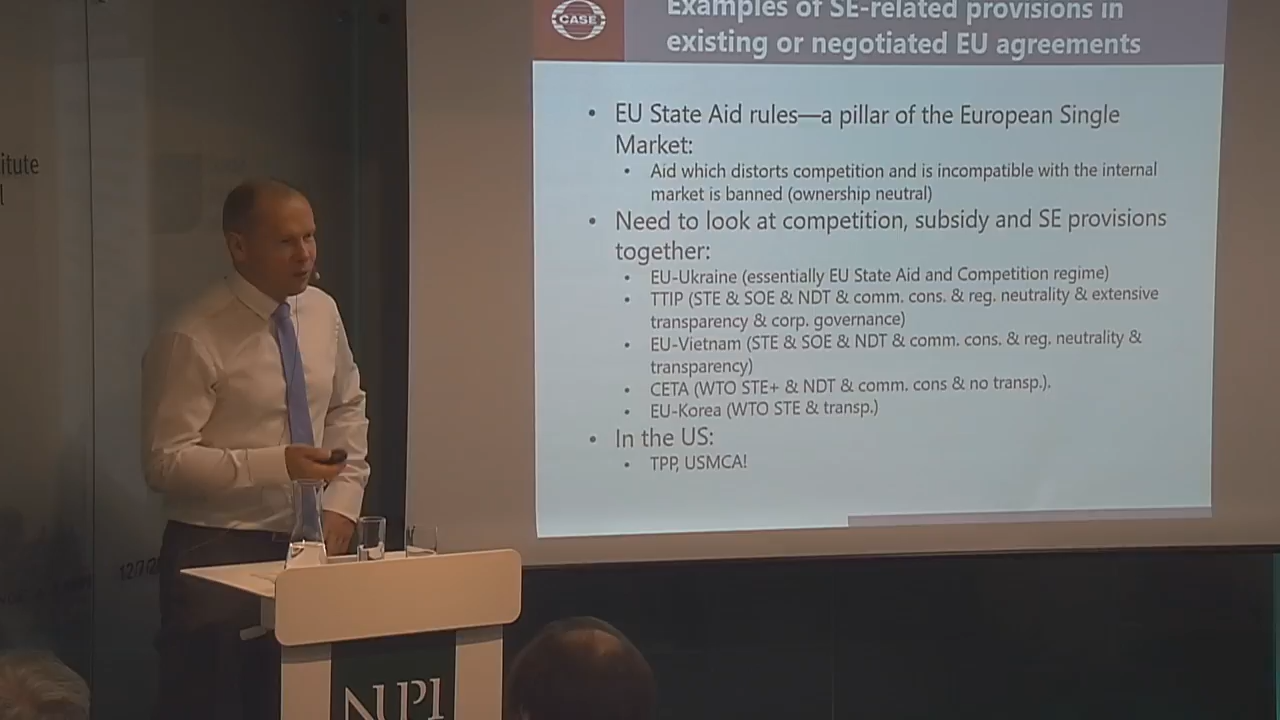 CASE
Examples of SE-related provisions in
existing or negotiated EU agreements
• EU State Aid rules—a pillar of the European Single
Market:
• Aid which distorts competition and is incompatible with the internal
market is banned (ownership neutral)
• Need to look at competition, subsidy and SE provisions
together:
• EU-Ukraine (essentially EU State Aid and Competition regime)
• TTIP (STE & SOE & NDT & comm. cons. & reg. neutrality & extensive
transparency & corp. governance)
• EU-Vietnam (STE & SOE & NDT & comm. cons. & reg. neutrality &
transparency)
• CETA (WTO STE+ & NDT & comm. cons & no transp.).
• EU-Korea (WTO STE & transp.)
• In the US:
• TPP, USMCA!
itute
l
NUPI